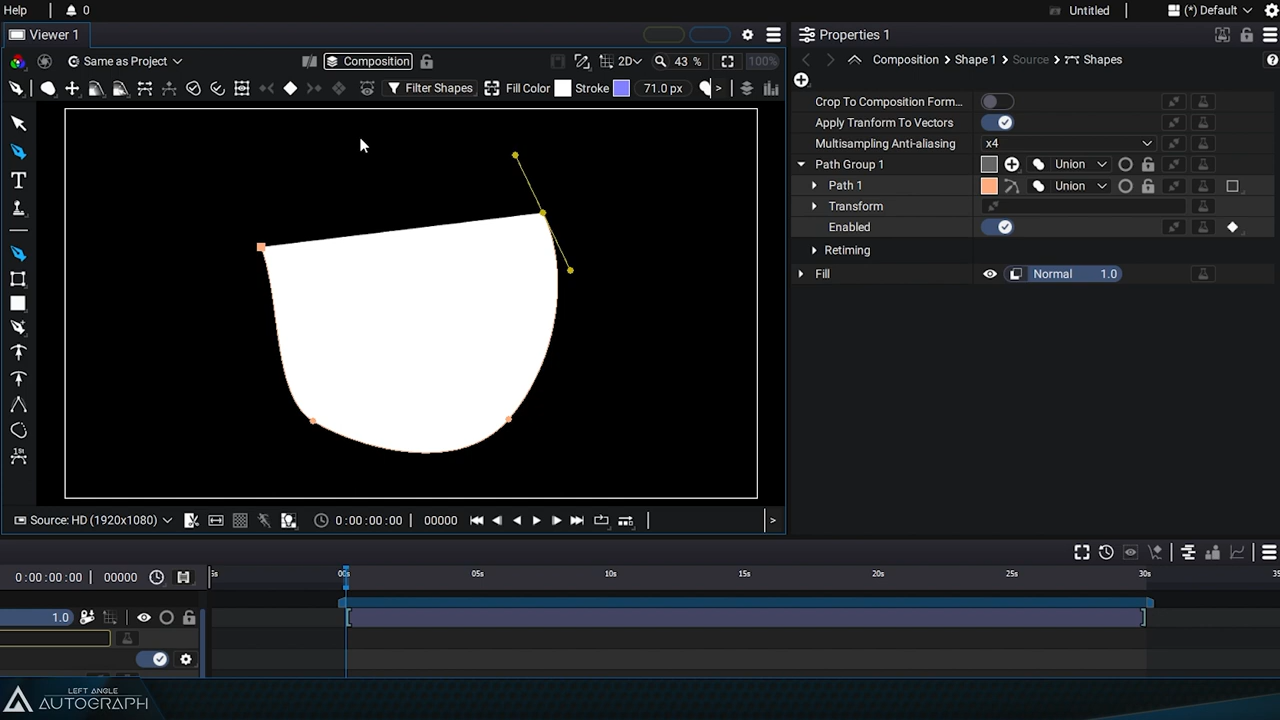 Help 0 Untitled (*) Default
Viewer 1 Properties 1
Same as Project Composition 2D 43 % 100% Composition Shape 1 Source Shapes ?
Filter Shapes Fill Color Stroke 71.0 px >
Crop To Composition Form...
Apply Tranform To Vectors
Multisampling Anti-aliasing x4
Path Group 1 Union
Path 1 Union
Transform
Enabled
Retiming
Fill Normal 1.0
T
1St
Source: HD (1920x1080) 0:00:00:00 00000 >
0:00:00:00 00000 5s 00s 05s 10s 15s 20s 25s 30s 35
1.0
LEFT ANGLE
AUTOGRAPH